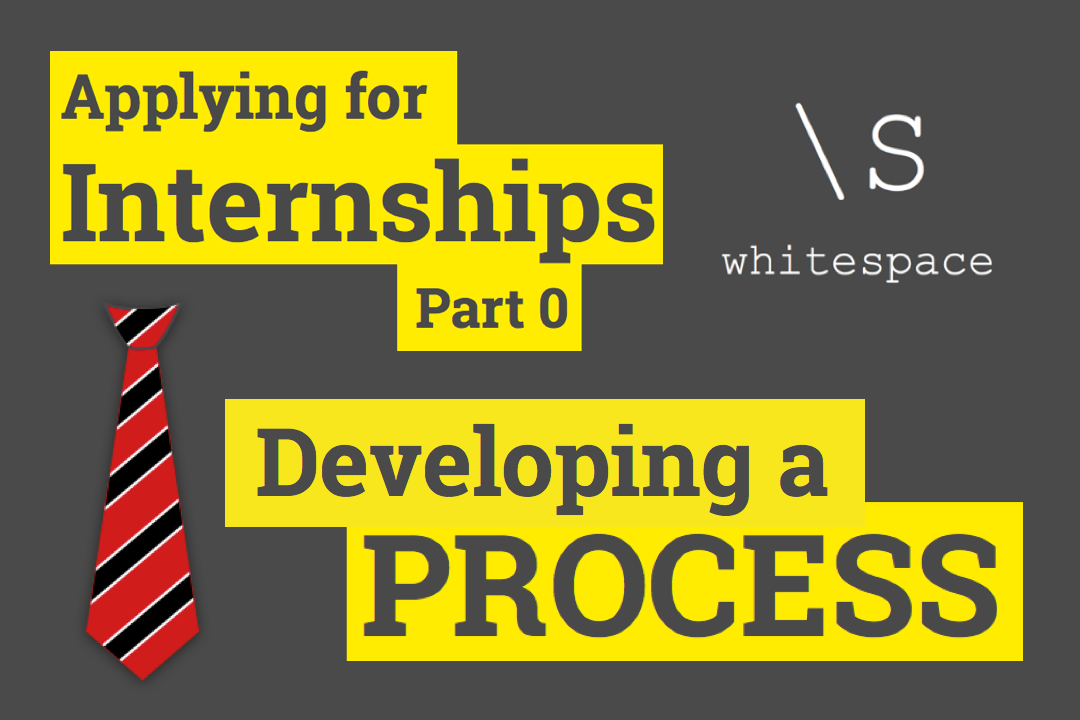 Applying for
Internships
Part 0
\s
whitespace
Developing a
PROCESS